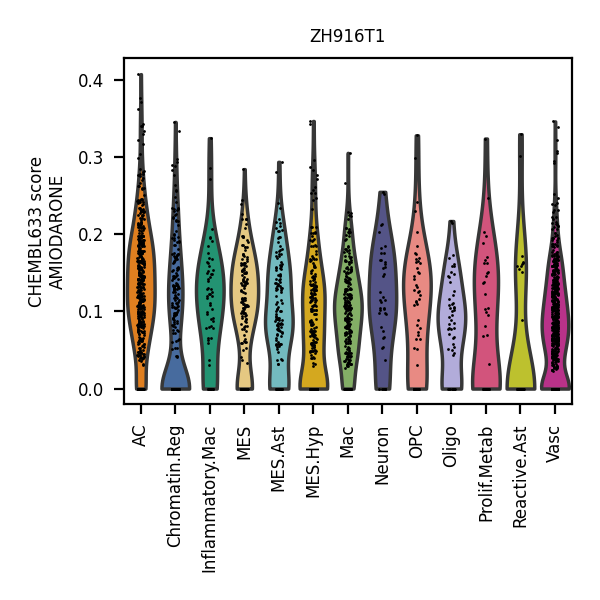 ZH916T1
CHEMBL633 score
AMIODARONE
0.4
0.3
0.2
0.1
0.0
AC
Chromatin.Reg
Inflammatory.Mac
MES
MES.Ast
MES.Hyp
Mac
Neuron
OPC
Oligo
Prolif.Metab
Reactive.Ast
Vasc